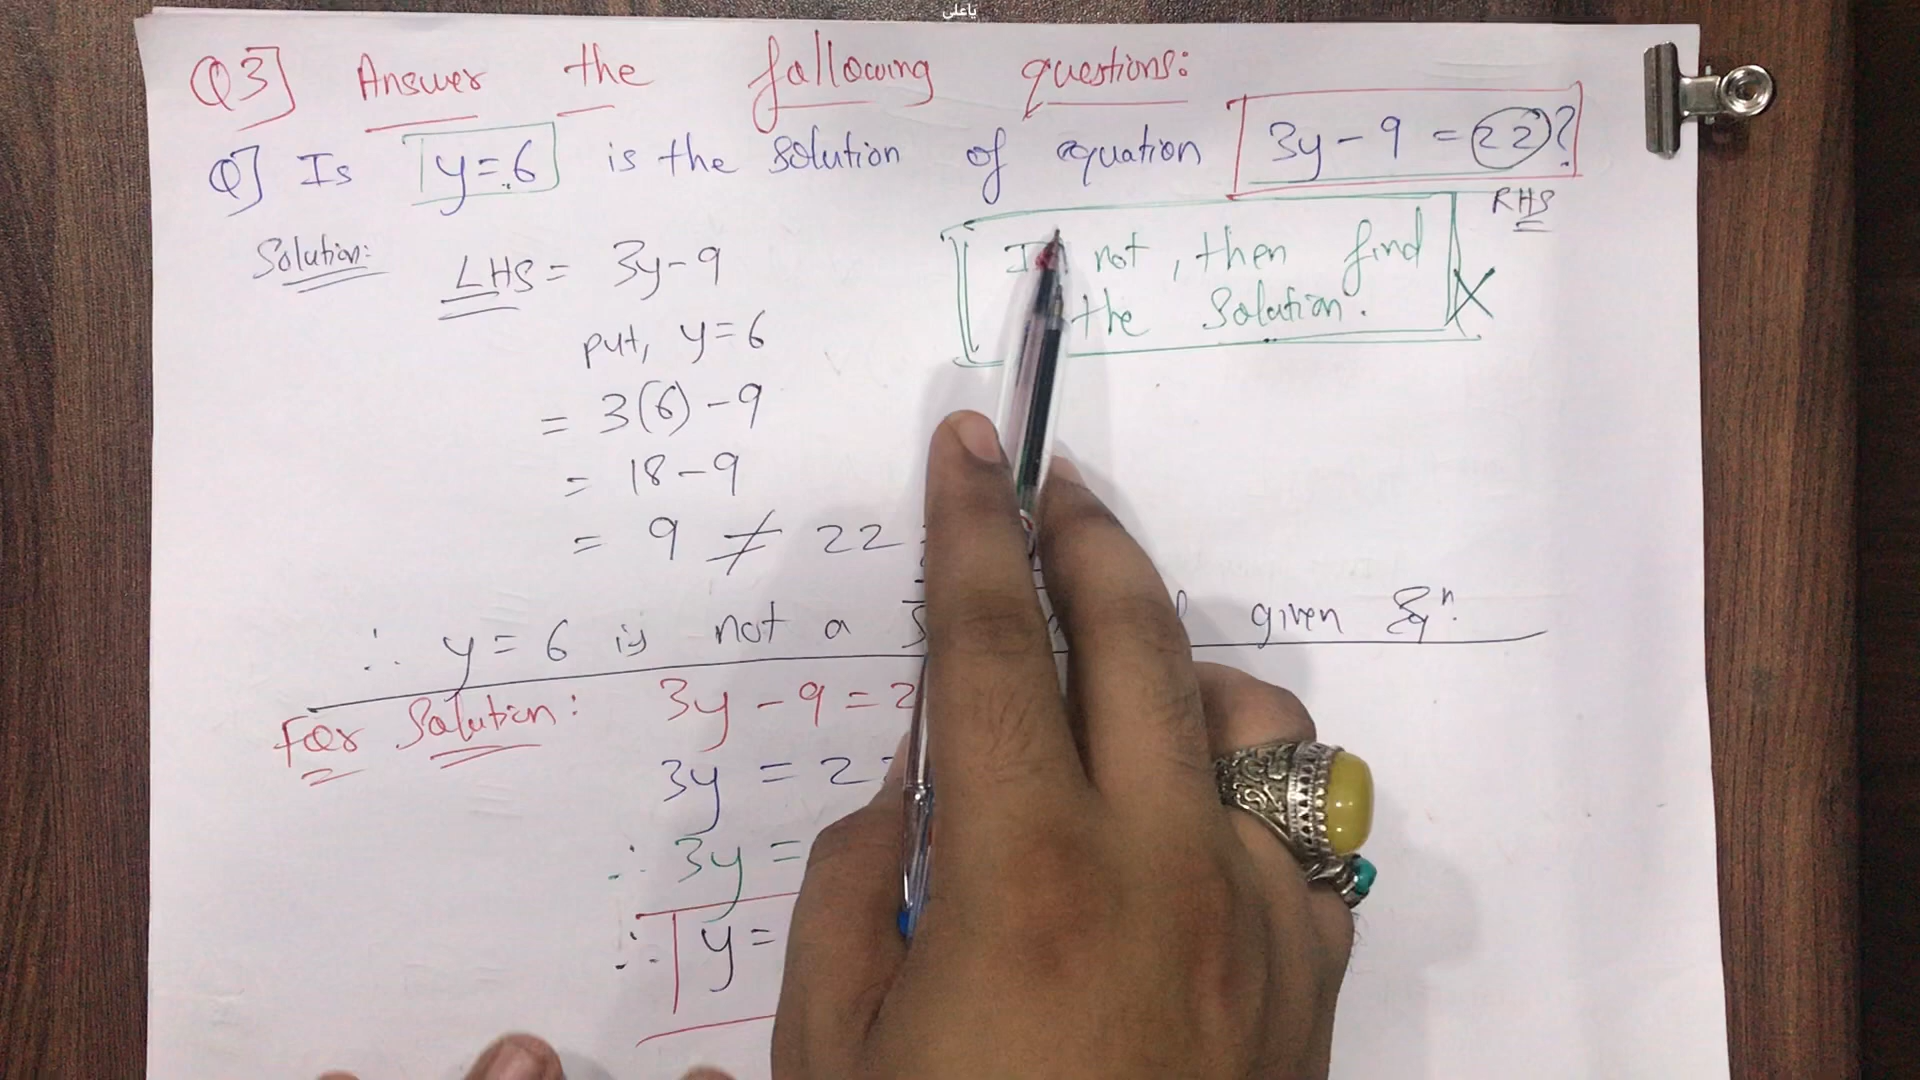 ياعلى
Q3] Answer the following questions:
Q] Is y=6 is the solution of equation 3y-9=22?
RHS
not, then find
the solution.
Solution: LHS = 3y-9
put, y=6
= 3(6)-9
= 18-9
= 9 ≠ 22
∴ y=6 is not a given Eqn.
For Solution: 3y-9=2
3y = 2
∴ 3y =
∴ y=